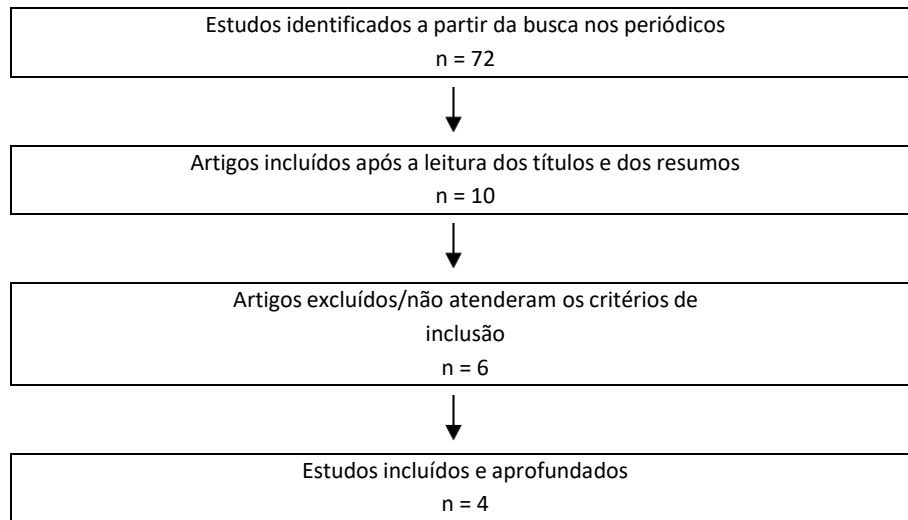 Estudos identificados a partir da busca nos periódicos
n = 72
Artigos incluídos após a leitura dos títulos e dos resumos
n = 10
Artigos excluídos/não atenderam os critérios de
inclusão
n = 6
Estudos incluídos e aprofundados
n = 4